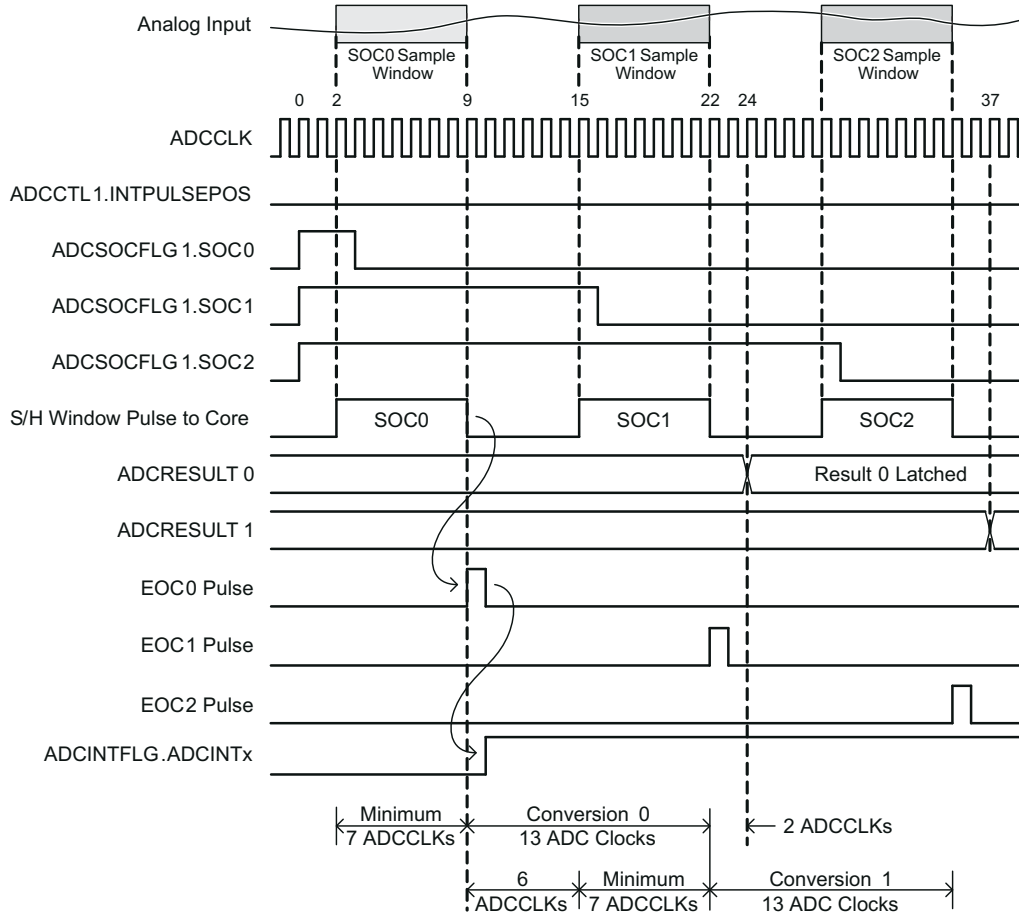 Analog Input
SOC0 Sample
Window
SOC1 Sample
Window
SOC2 Sample
Window
0 2 9 15 22 24 37
ADCCLK
ADCCTL1.INTPULSEPOS
ADCSOCFLG 1.SOC0
ADCSOCFLG 1.SOC1
ADCSOCFLG 1.SOC2
S/H Window Pulse to Core
SOC0
SOC1
SOC2
ADCRESULT 0
Result 0 Latched
ADCRESULT 1
EOC0 Pulse
EOC1 Pulse
EOC2 Pulse
ADCINTFLG.ADCINTx
Minimum
7 ADCCLKs
Conversion 0
13 ADC Clocks
2 ADCCLKs
6
ADCCLKs
Minimum
7 ADCCLKs
Conversion 1
13 ADC Clocks